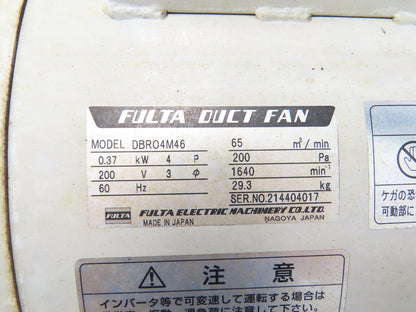 FULTA DUCT FAN
MODEL DBR04M46 65 m³/min
0.37 kW 4 P 200 Pa
200 V 3 Φ 1640 min⁻¹
60 Hz 29.3 kg
SER.NO.214404017
FULTA FULTA ELECTRIC MACHINERY CO.,LTD.
MADE IN JAPAN NAGOYA JAPAN
ケガの恐
可動部に
注意
インバータ等で可変速して運転する場合は